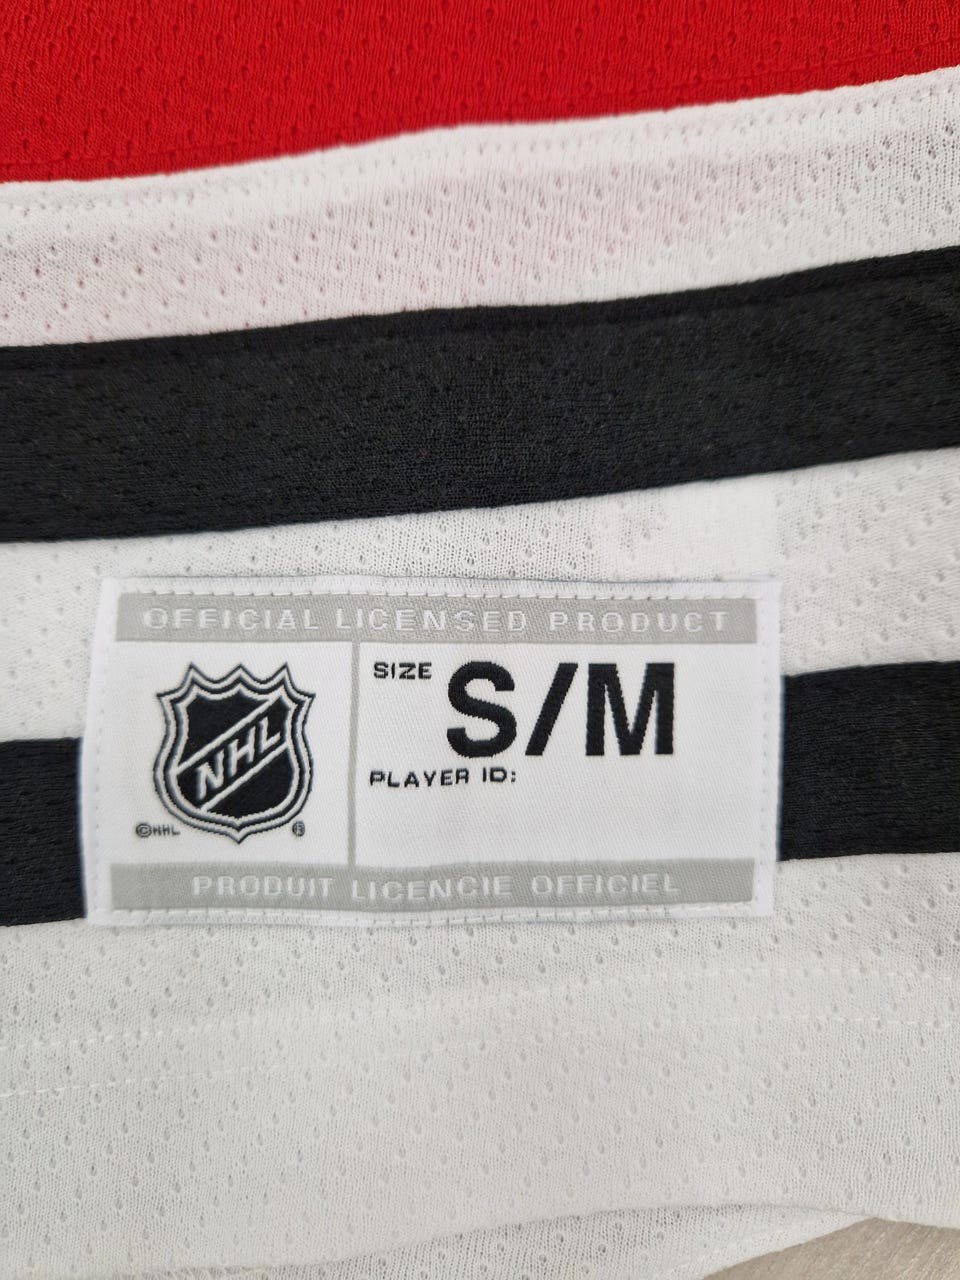 OFFICIAL LICENSED PRODUCT
NHL
©NHL ®
SIZE S/M
PLAYER ID:
PRODUIT LICENCIE OFFICIEL